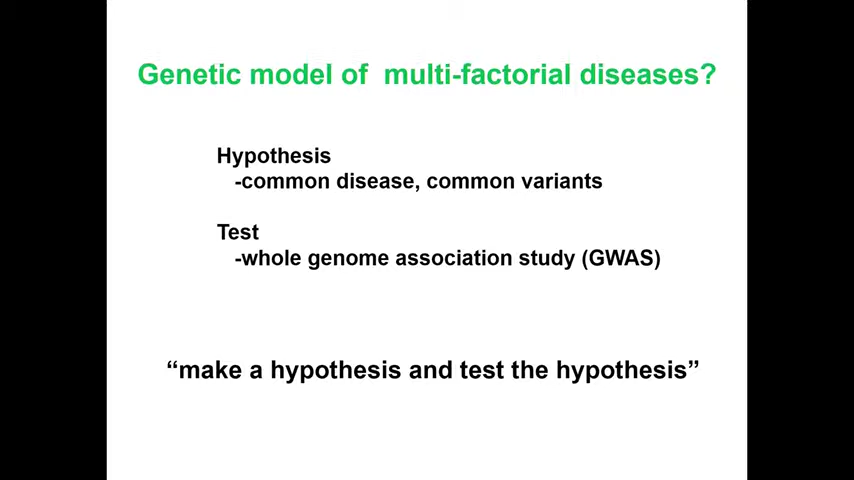 Genetic model of multi-factorial diseases?
Hypothesis
-common disease, common variants
Test
-whole genome association study (GWAS)
“make a hypothesis and test the hypothesis”